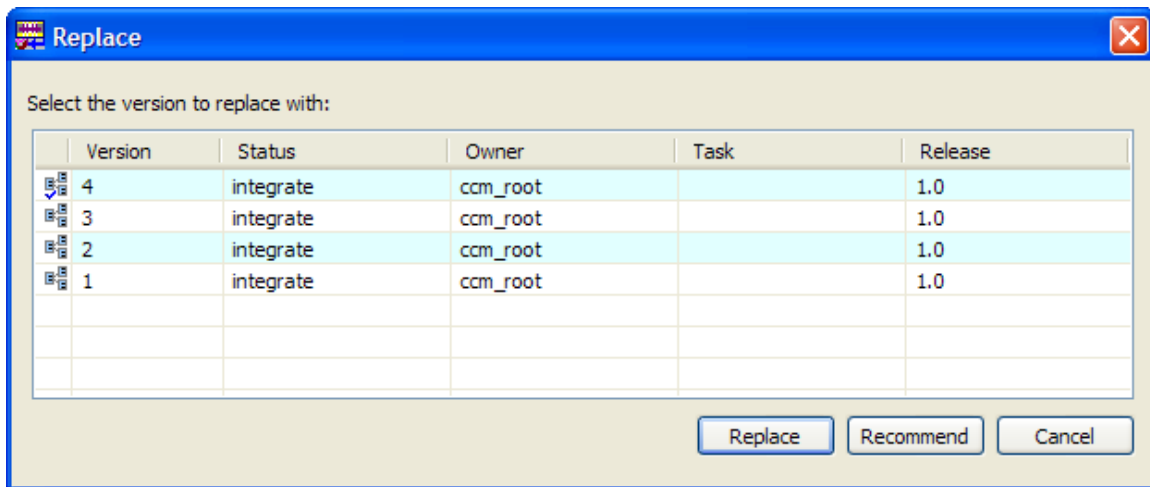 Replace
Select the version to replace with:
Version Status Owner Task Release
4 integrate ccm_root 1.0
3 integrate ccm_root 1.0
2 integrate ccm_root 1.0
1 integrate ccm_root 1.0
Replace Recommend Cancel